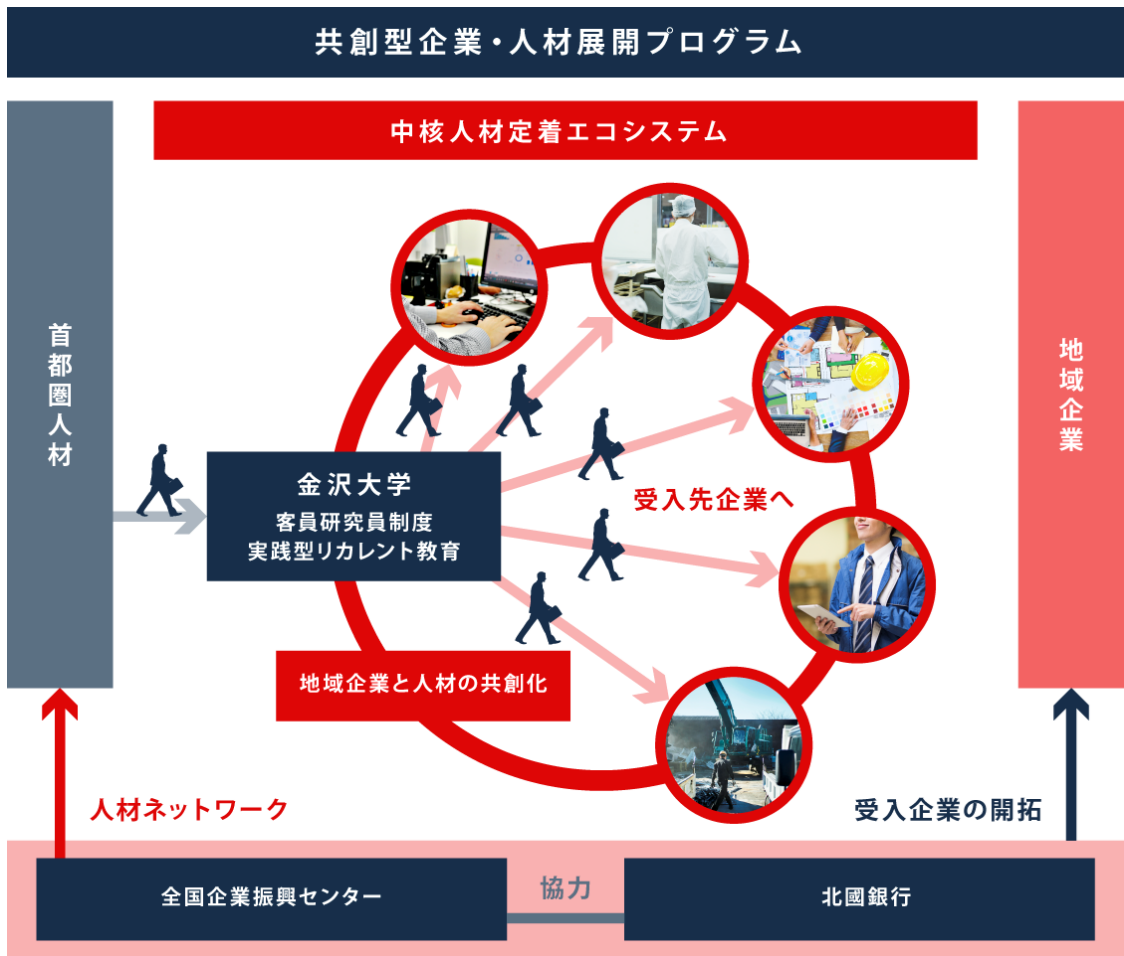 共創型企業・人材展開プログラム
中核人材定着エコシステム
首都圏人材
地域企業
金沢大学
客員研究員制度
実践型リカレント教育
受入先企業へ
地域企業と人材の共創化
人材ネットワーク
受入企業の開拓
全国企業振興センター
協力
北國銀行